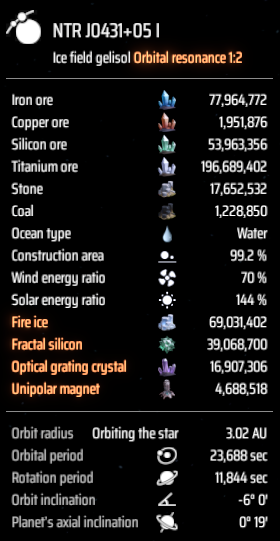 NTR J0431+05 I
Ice field gelisol Orbital resonance 1:2
Iron ore 77,964,772
Copper ore 1,951,876
Silicon ore 53,963,356
Titanium ore 196,689,402
Stone 17,652,532
Coal 1,228,850
Ocean type Water
Construction area 99.2 %
Wind energy ratio 70 %
Solar energy ratio 144 %
Fire ice 69,031,402
Fractal silicon 39,068,700
Optical grating crystal 16,907,306
Unipolar magnet 4,688,518
Orbit radius Orbiting the star 3.02 AU
Orbital period 23,688 sec
Rotation period 11,844 sec
Orbit inclination -6° 0'
Planet's axial inclination 0° 19'